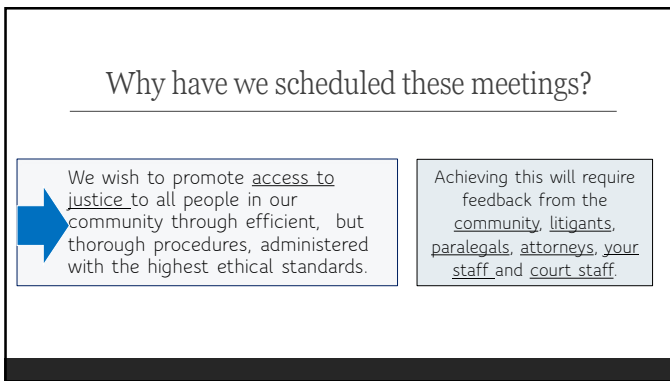 Why have we scheduled these meetings?
We wish to promote access to
justice to all people in our
community through efficient, but
thorough procedures, administered
with the highest ethical standards.
Achieving this will require
feedback from the
community, litigants,
paralegals, attorneys, your
staff and court staff.